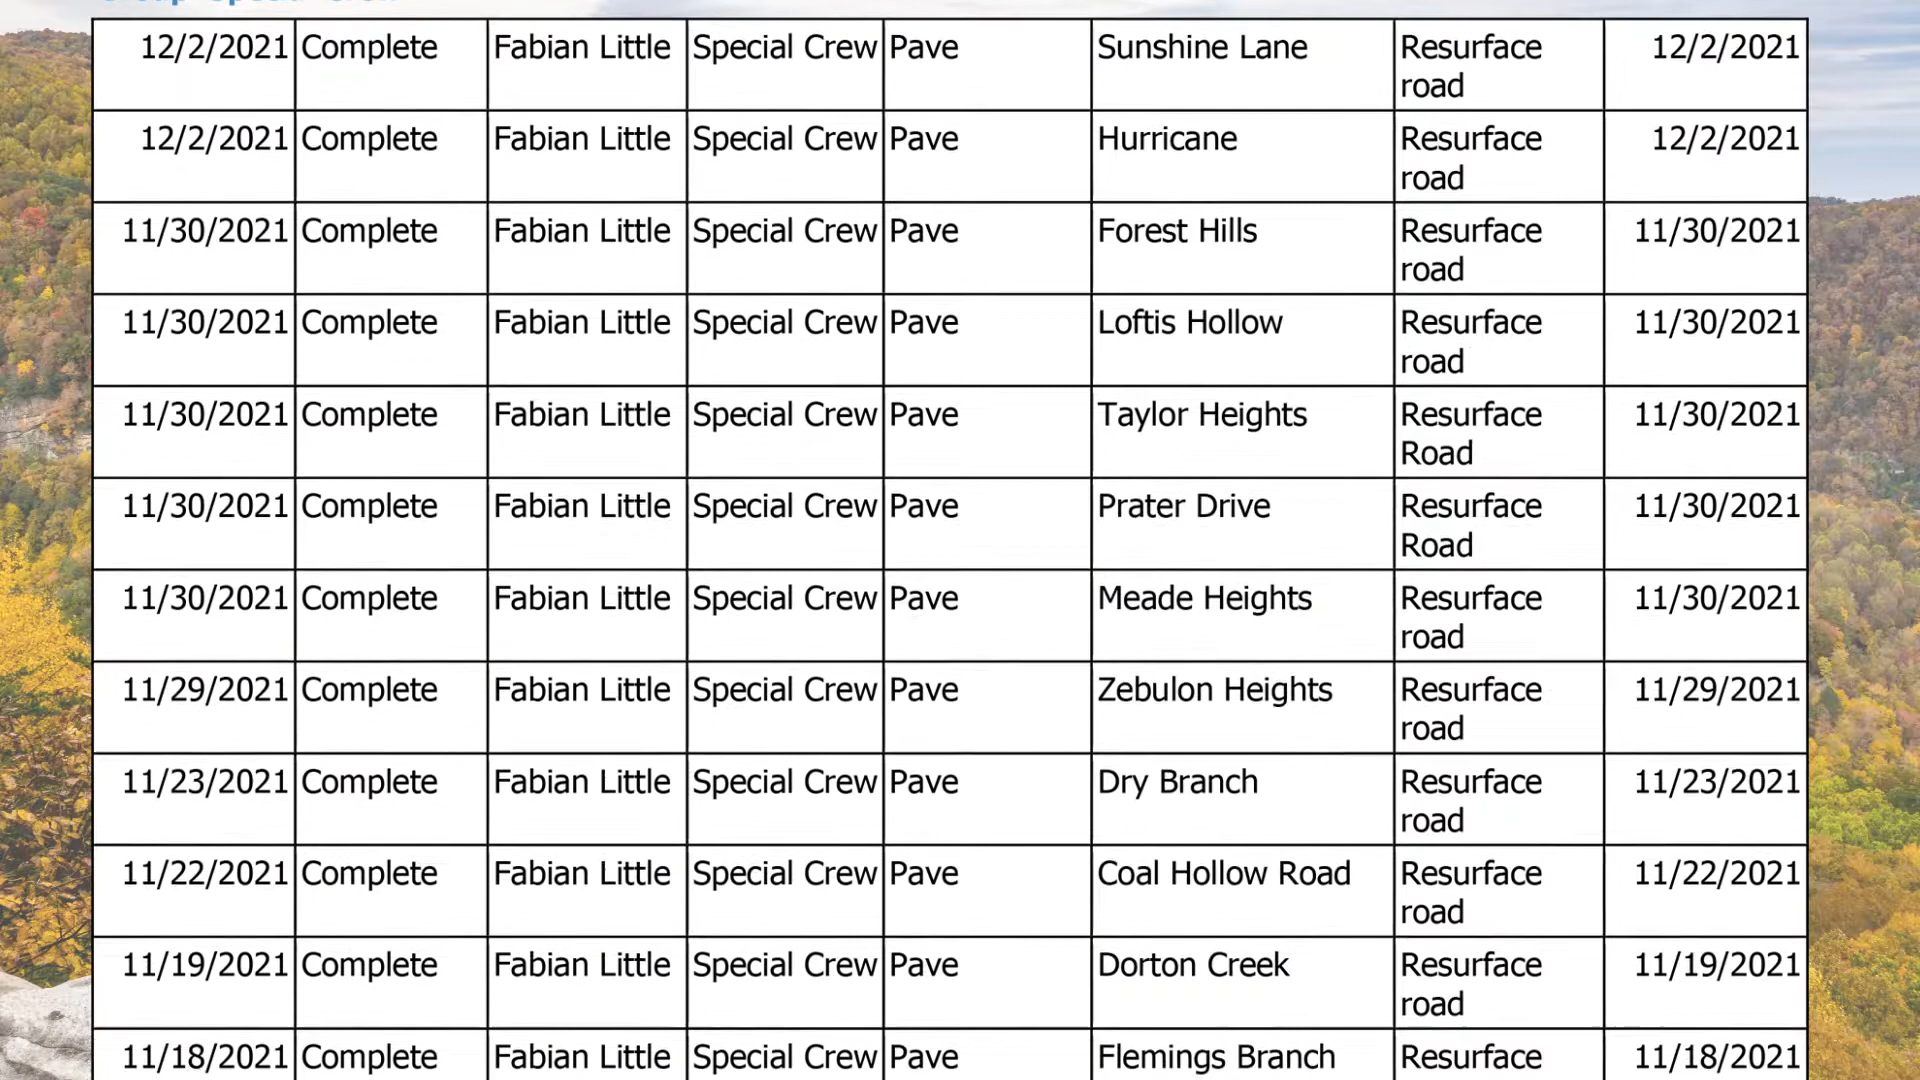 12/2/2021 Complete Fabian Little Special Crew Pave Sunshine Lane Resurface 12/2/2021
road
12/2/2021 Complete Fabian Little Special Crew Pave Hurricane Resurface 12/2/2021
road
11/30/2021 Complete Fabian Little Special Crew Pave Forest Hills Resurface 11/30/2021
road
11/30/2021 Complete Fabian Little Special Crew Pave Loftis Hollow Resurface 11/30/2021
road
11/30/2021 Complete Fabian Little Special Crew Pave Taylor Heights Resurface 11/30/2021
Road
11/30/2021 Complete Fabian Little Special Crew Pave Prater Drive Resurface 11/30/2021
Road
11/30/2021 Complete Fabian Little Special Crew Pave Meade Heights Resurface 11/30/2021
road
11/29/2021 Complete Fabian Little Special Crew Pave Zebulon Heights Resurface 11/29/2021
road
11/23/2021 Complete Fabian Little Special Crew Pave Dry Branch Resurface 11/23/2021
road
11/22/2021 Complete Fabian Little Special Crew Pave Coal Hollow Road Resurface 11/22/2021
road
11/19/2021 Complete Fabian Little Special Crew Pave Dorton Creek Resurface 11/19/2021
road
11/18/2021 Complete Fabian Little Special Crew Pave Flemings Branch Resurface 11/18/2021